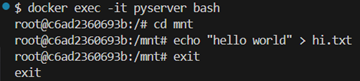 $ docker exec -it pyserver bash
root@c6ad2360693b:/# cd mnt
root@c6ad2360693b:/mnt# echo "hello world" > hi.txt
root@c6ad2360693b:/mnt# exit
exit